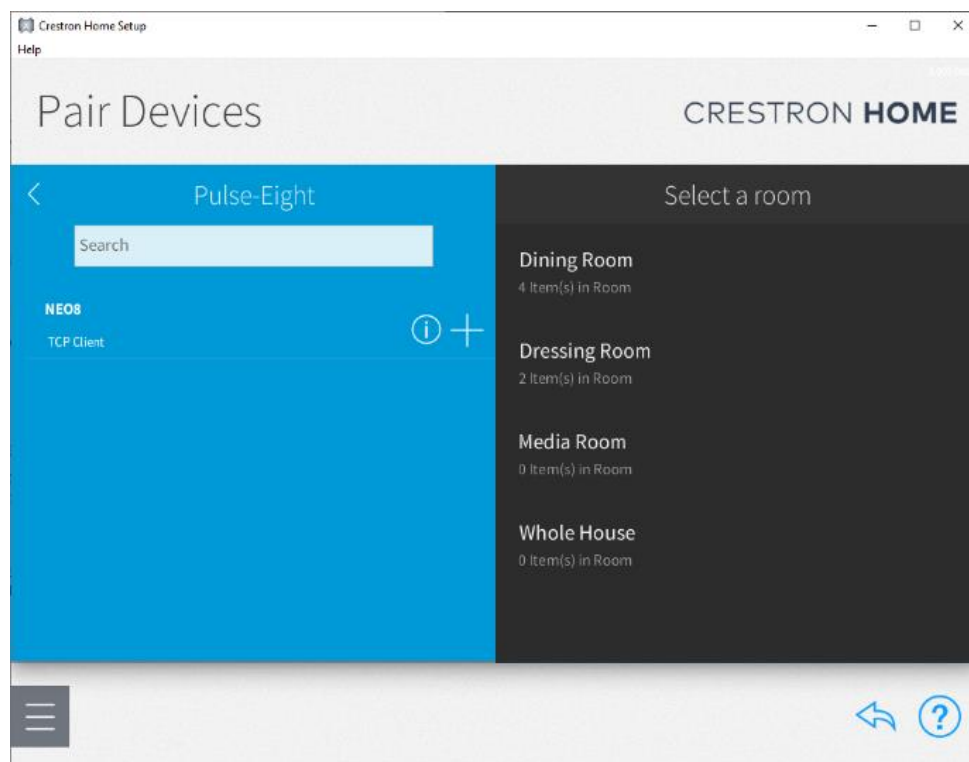 Crestron Home Setup
Help
Pair Devices
CRESTRON HOME
Pulse-Eight
Search
NEO8
TCP Client
Select a room
Dining Room
4 Item(s) in Room
Dressing Room
2 Item(s) in Room
Media Room
0 Item(s) in Room
Whole House
0 Item(s) in Room